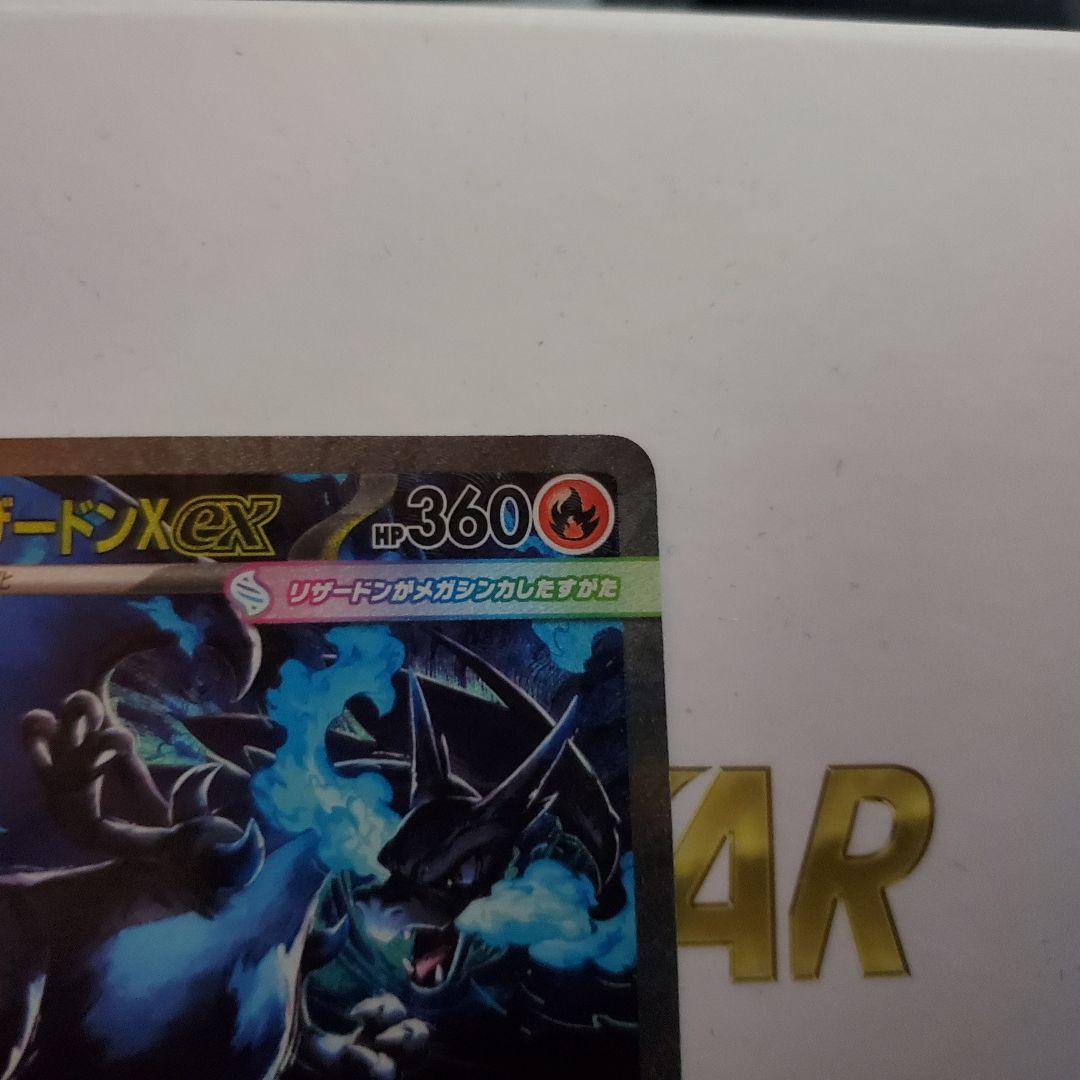 ザードンXex HP360
化
リザードンがメガシンカしたすがた
AR